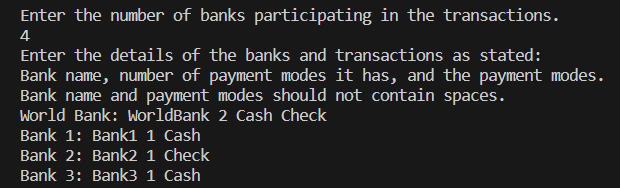 Enter the number of banks participating in the transactions.
4
Enter the details of the banks and transactions as stated:
Bank name, number of payment modes it has, and the payment modes.
Bank name and payment modes should not contain spaces.
World Bank: WorldBank 2 Cash Check
Bank 1: Bank1 1 Cash
Bank 2: Bank2 1 Check
Bank 3: Bank3 1 Cash